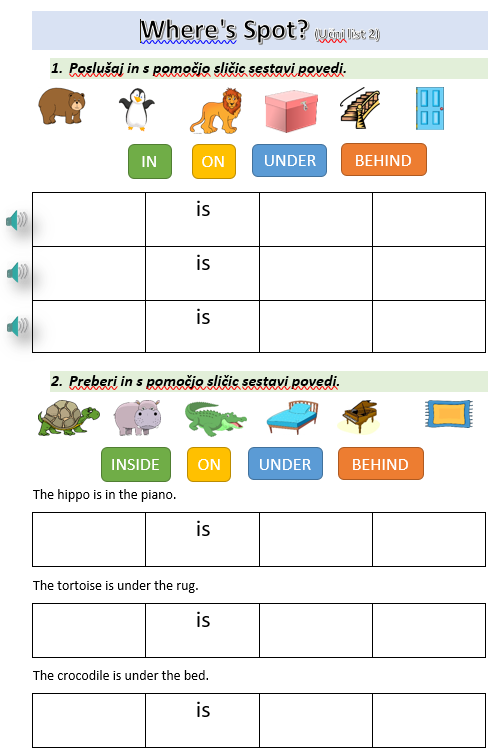 Where's Spot? (Učni list 2)
1. Poslušaj in s pomočjo sličic sestavi povedi.
IN ON UNDER BEHIND
is
is
is
2. Preberi in s pomočjo sličic sestavi povedi.
INSIDE ON UNDER BEHIND
The hippo is in the piano.
is
The tortoise is under the rug.
is
The crocodile is under the bed.
is